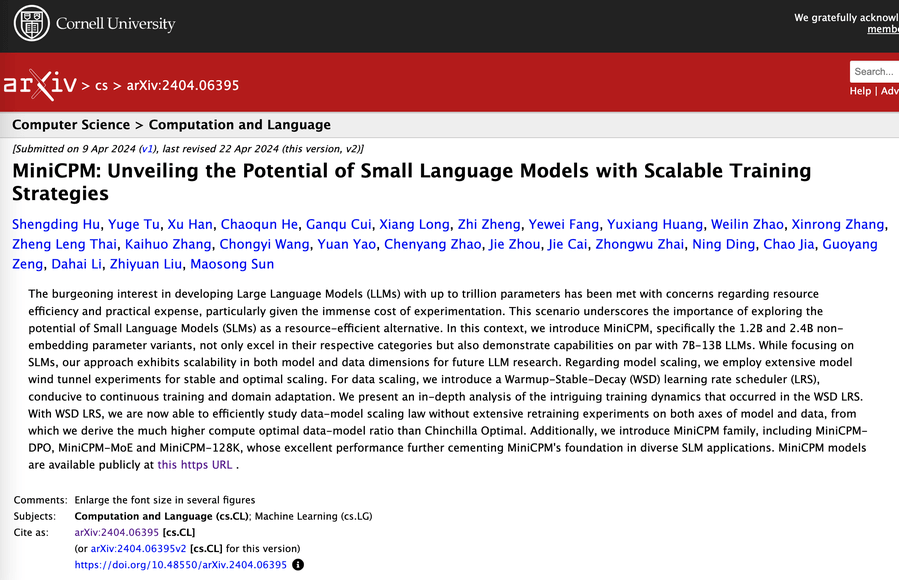 Cornell University
We gratefully acknowl
membe
arXiv > cs > arXiv:2404.06395
Search...
Help | Adv
Computer Science > Computation and Language
[Submitted on 9 Apr 2024 (v1), last revised 22 Apr 2024 (this version, v2)]
MiniCPM: Unveiling the Potential of Small Language Models with Scalable Training
Strategies
Shengding Hu, Yuge Tu, Xu Han, Chaoqun He, Ganqu Cui, Xiang Long, Zhi Zheng, Yewei Fang, Yuxiang Huang, Weilin Zhao, Xinrong Zhang,
Zheng Leng Thai, Kaihuo Zhang, Chongyi Wang, Yuan Yao, Chenyang Zhao, Jie Zhou, Jie Cai, Zhongwu Zhai, Ning Ding, Chao Jia, Guoyang
Zeng, Dahai Li, Zhiyuan Liu, Maosong Sun
The burgeoning interest in developing Large Language Models (LLMs) with up to trillion parameters has been met with concerns regarding resource
efficiency and practical expense, particularly given the immense cost of experimentation. This scenario underscores the importance of exploring the
potential of Small Language Models (SLMs) as a resource-efficient alternative. In this context, we introduce MiniCPM, specifically the 1.2B and 2.4B non-
embedding parameter variants, not only excel in their respective categories but also demonstrate capabilities on par with 7B-13B LLMs. While focusing on
SLMs, our approach exhibits scalability in both model and data dimensions for future LLM research. Regarding model scaling, we employ extensive model
wind tunnel experiments for stable and optimal scaling. For data scaling, we introduce a Warmup-Stable-Decay (WSD) learning rate scheduler (LRS),
conducive to continuous training and domain adaptation. We present an in-depth analysis of the intriguing training dynamics that occurred in the WSD LRS.
With WSD LRS, we are now able to efficiently study data-model scaling law without extensive retraining experiments on both axes of model and data, from
which we derive the much higher compute optimal data-model ratio than Chinchilla Optimal. Additionally, we introduce MiniCPM family, including MiniCPM-
DPO, MiniCPM-MoE and MiniCPM-128K, whose excellent performance further cementing MiniCPM's foundation in diverse SLM applications. MiniCPM models
are available publicly at this https URL .
Comments: Enlarge the font size in several figures
Subjects: Computation and Language (cs.CL); Machine Learning (cs.LG)
Cite as: arXiv:2404.06395 [cs.CL]
(or arXiv:2404.06395v2 [cs.CL] for this version)
https://doi.org/10.48550/arXiv.2404.06395